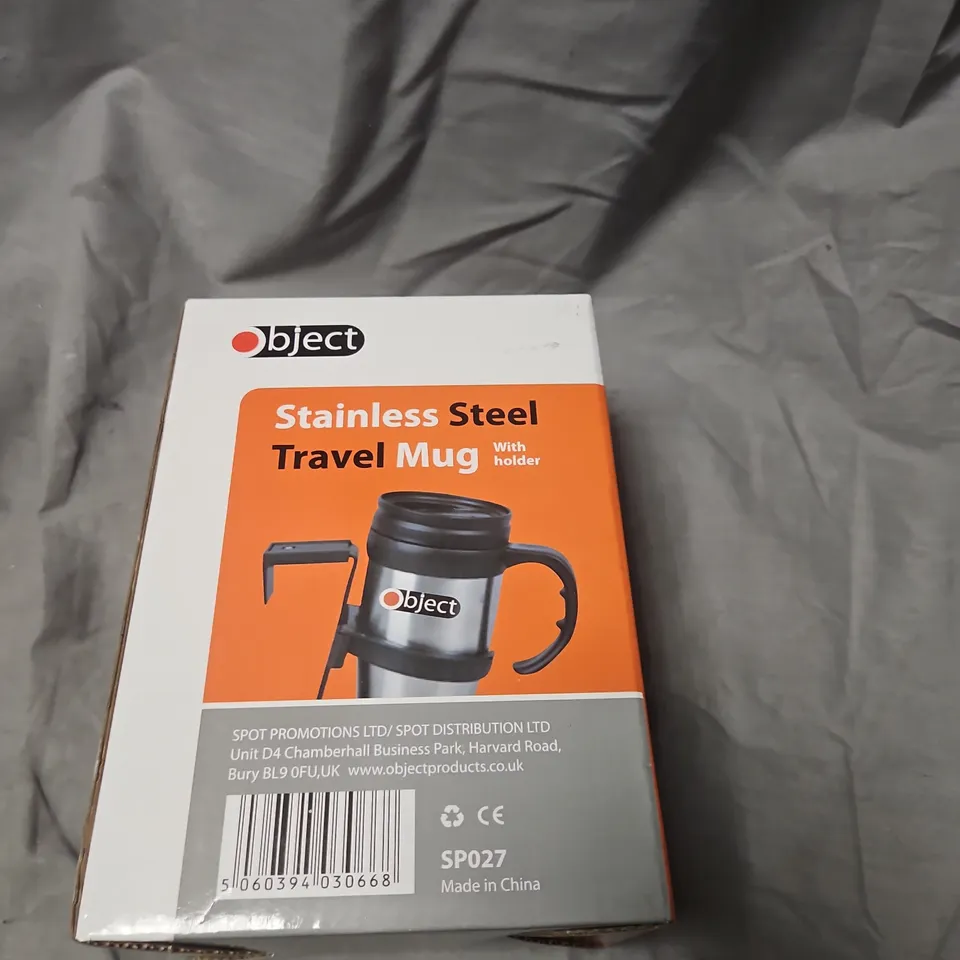 Object
Stainless Steel
Travel Mug With holder
Object
SPOT PROMOTIONS LTD/ SPOT DISTRIBUTION LTD
Unit D4 Chamberhall Business Park, Harvard Road,
Bury BL9 0FU,UK www.objectproducts.co.uk
CE
5 060394 030668
SP027
Made in China